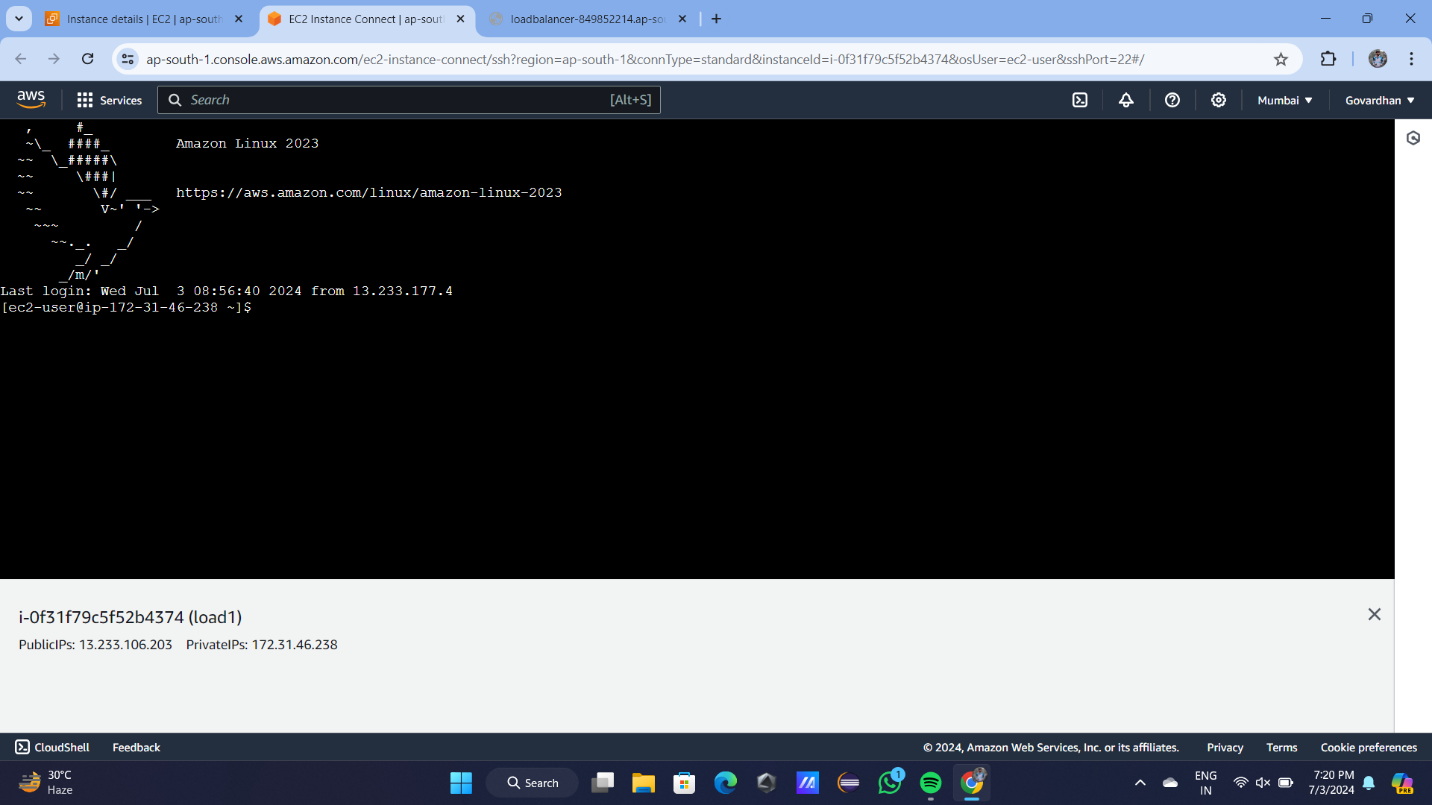 Instance details | EC2 | ap-south
EC2 Instance Connect | ap-sout
loadbalancer-849852214.ap-so
ap-south-1.console.aws.amazon.com/ec2-instance-connect/ssh?region=ap-south-1&connType=standard&instanceId=i-0f31f79c5f52b4374&osUser=ec2-user&sshPort=22#/
aws
Services
Search
[Alt+S]
Mumbai
Govardhan
   ,     #_
   ~\_  ####_        Amazon Linux 2023
  ~~  \_#####\
  ~~     \###|
  ~~       \#/ ___   https://aws.amazon.com/linux/amazon-linux-2023
   ~~       V~' '->
    ~~~         /
      ~~._.   _/
         _/ _/
       _/m/'
Last login: Wed Jul  3 08:56:40 2024 from 13.233.177.4
[ec2-user@ip-172-31-46-238 ~]$
i-0f31f79c5f52b4374 (load1)
PublicIPs: 13.233.106.203 PrivateIPs: 172.31.46.238
CloudShell
Feedback
© 2024, Amazon Web Services, Inc. or its affiliates.
Privacy
Terms
Cookie preferences
30°C
Haze
Search
1
ENG
IN
7:20 PM
7/3/2024
PRE